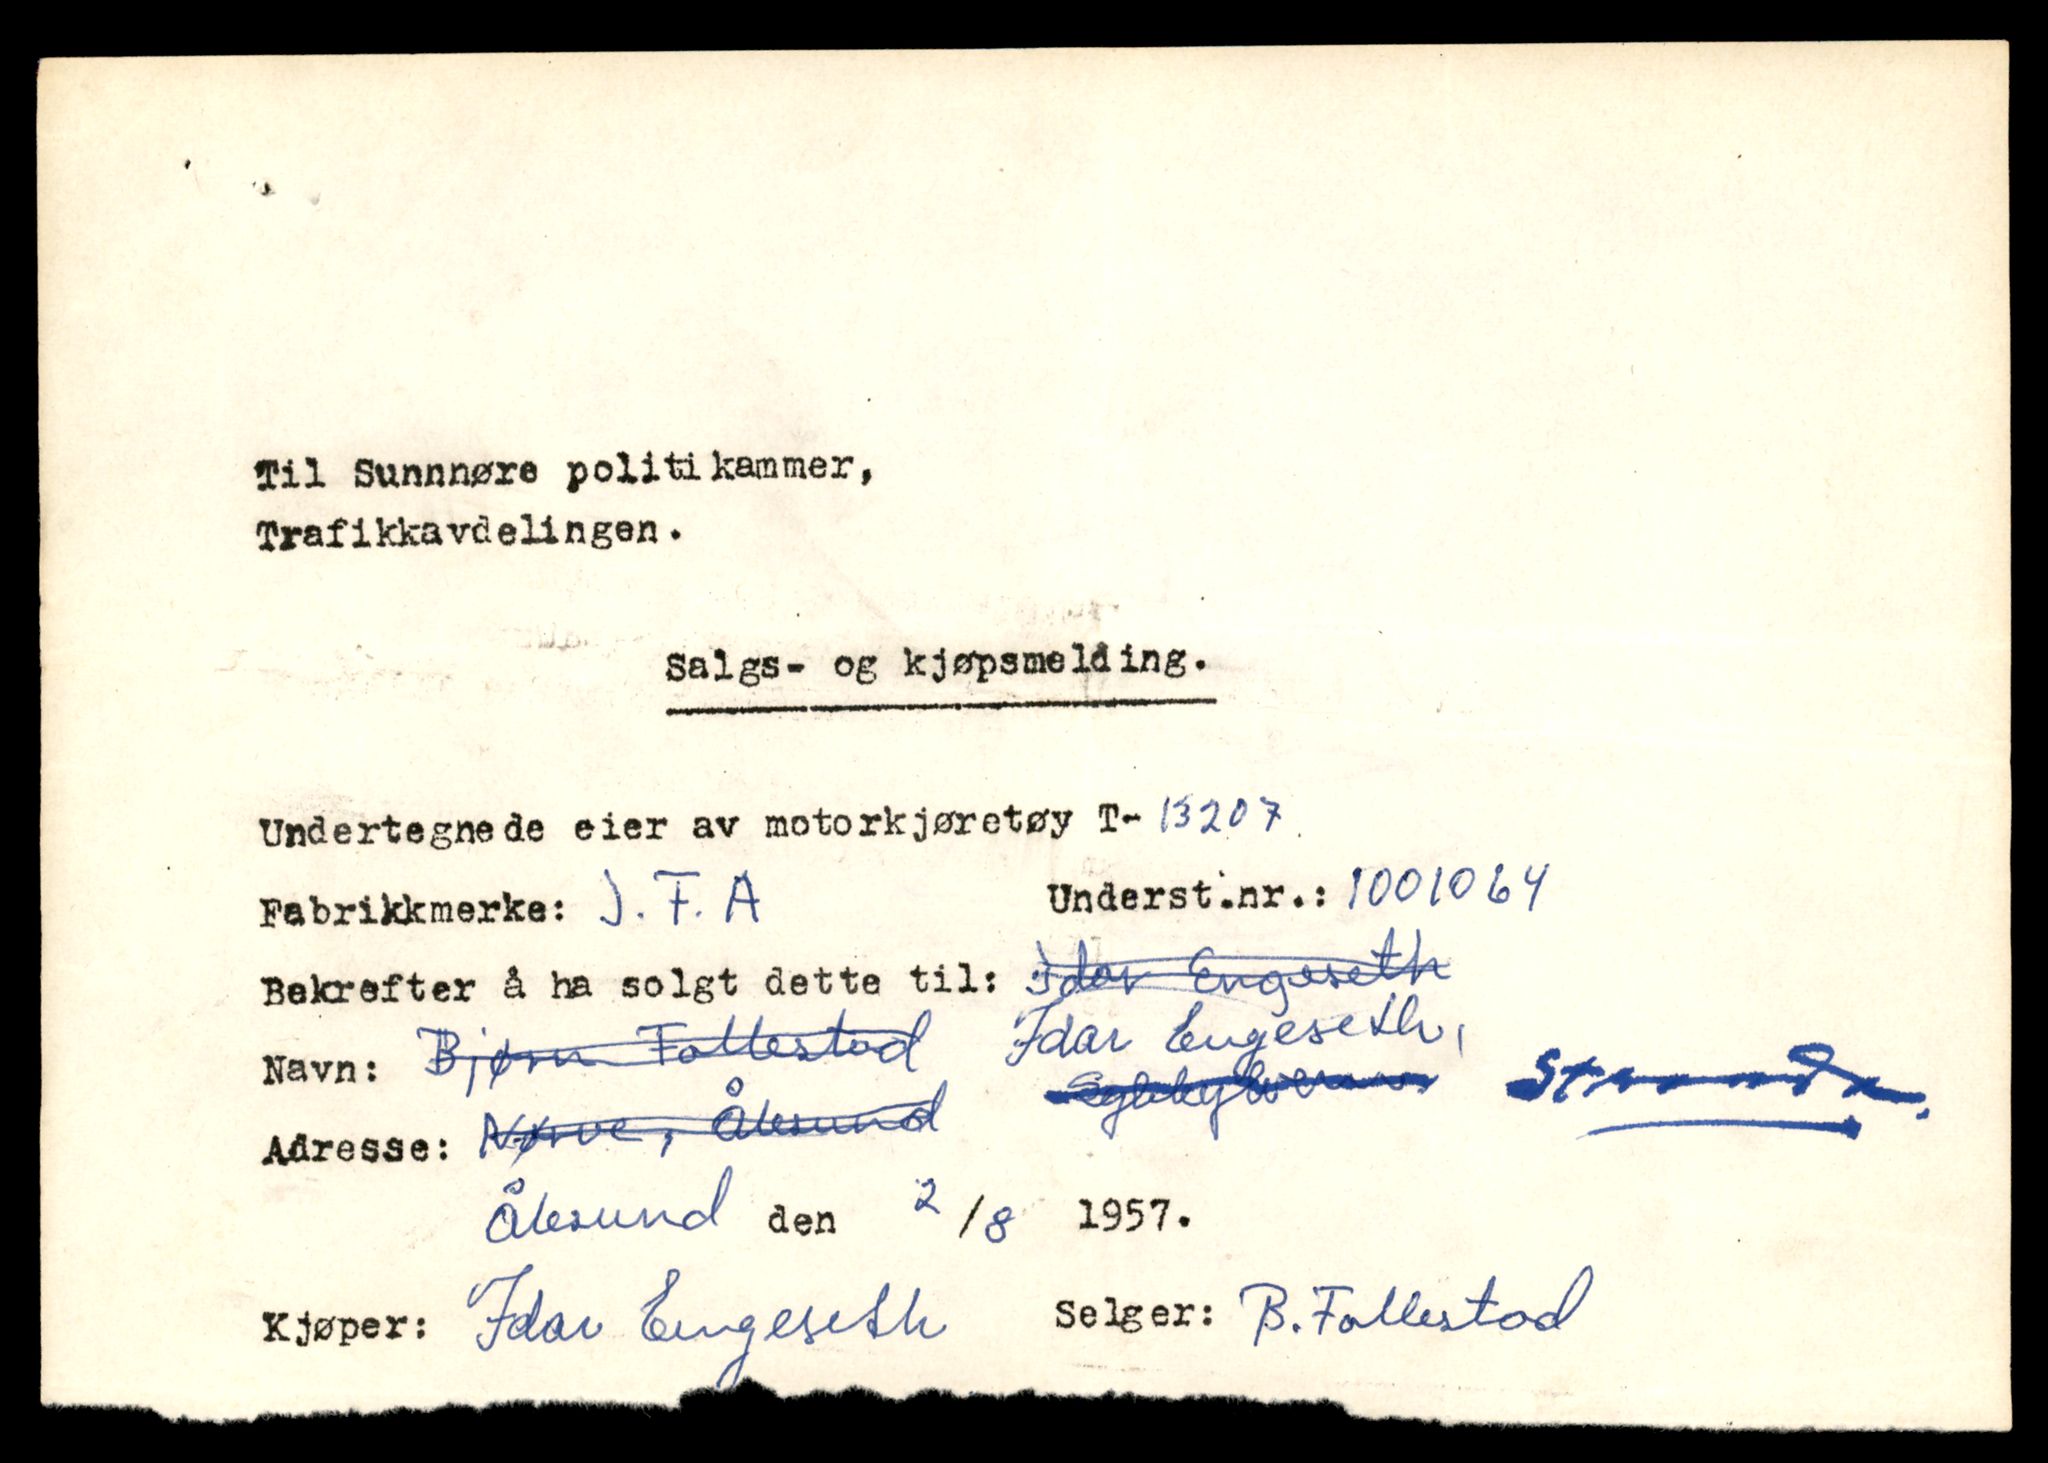 Til Sunnnøre politikammer,
Trafikkavdelingen.
Salgs- og kjøpsmelding.
Undertegnede eier av motorkjøretøy T- 13207
Fabrikkmerke: J.F.A Underst.nr.: 1001064
Bekrefter å ha solgt dette til: Idar Engeseth
Navn: Bjørn Follestad Idar Engeseth,
Adresse: Nørve, Ålesund Stranda.
Ålesund den 2/8 1957.
Kjøper: Idar Engeseth Selger: B. Follestad